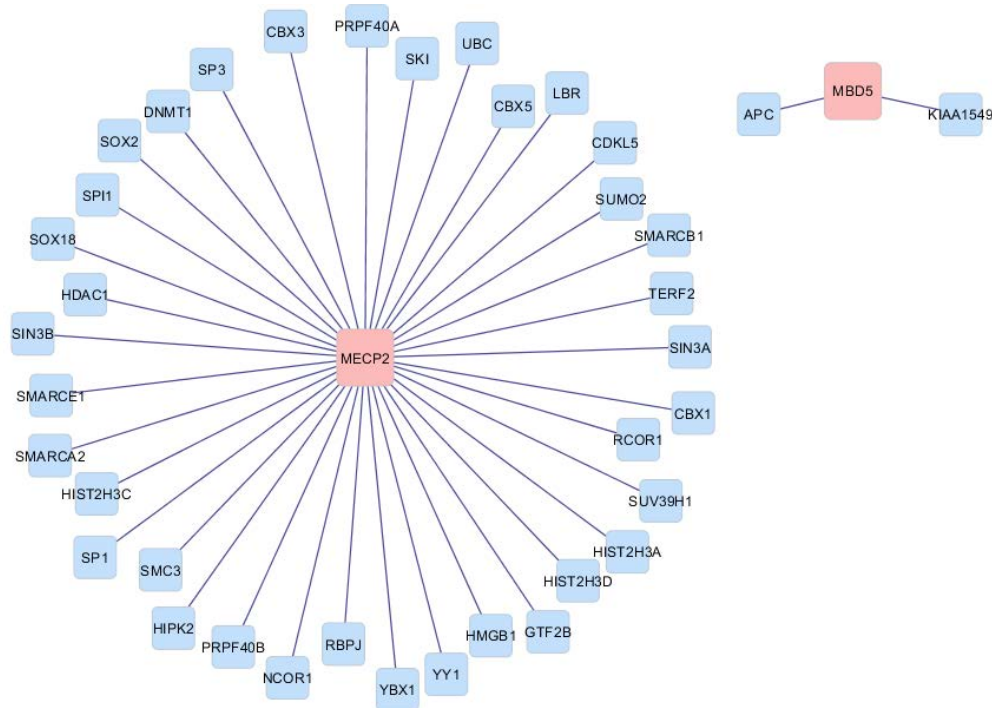 PRPF40A
CBX3
UBC
SKI
SP3
LBR
CBX5
DNMT1
SOX2
CDKL5
SPI1
SUMO2
SOX18
SMARCB1
HDAC1
TERF2
SIN3B
SIN3A
MECP2
SMARCE1
CBX1
RCOR1
SMARCA2
HIST2H3C
SUV39H1
SP1
SMC3
HIST2H3A
HIST2H3D
HIPK2
PRPF40B
RBPJ
HMGB1
GTF2B
NCOR1
YBX1
YY1
MBD5
APC
KIAA1549